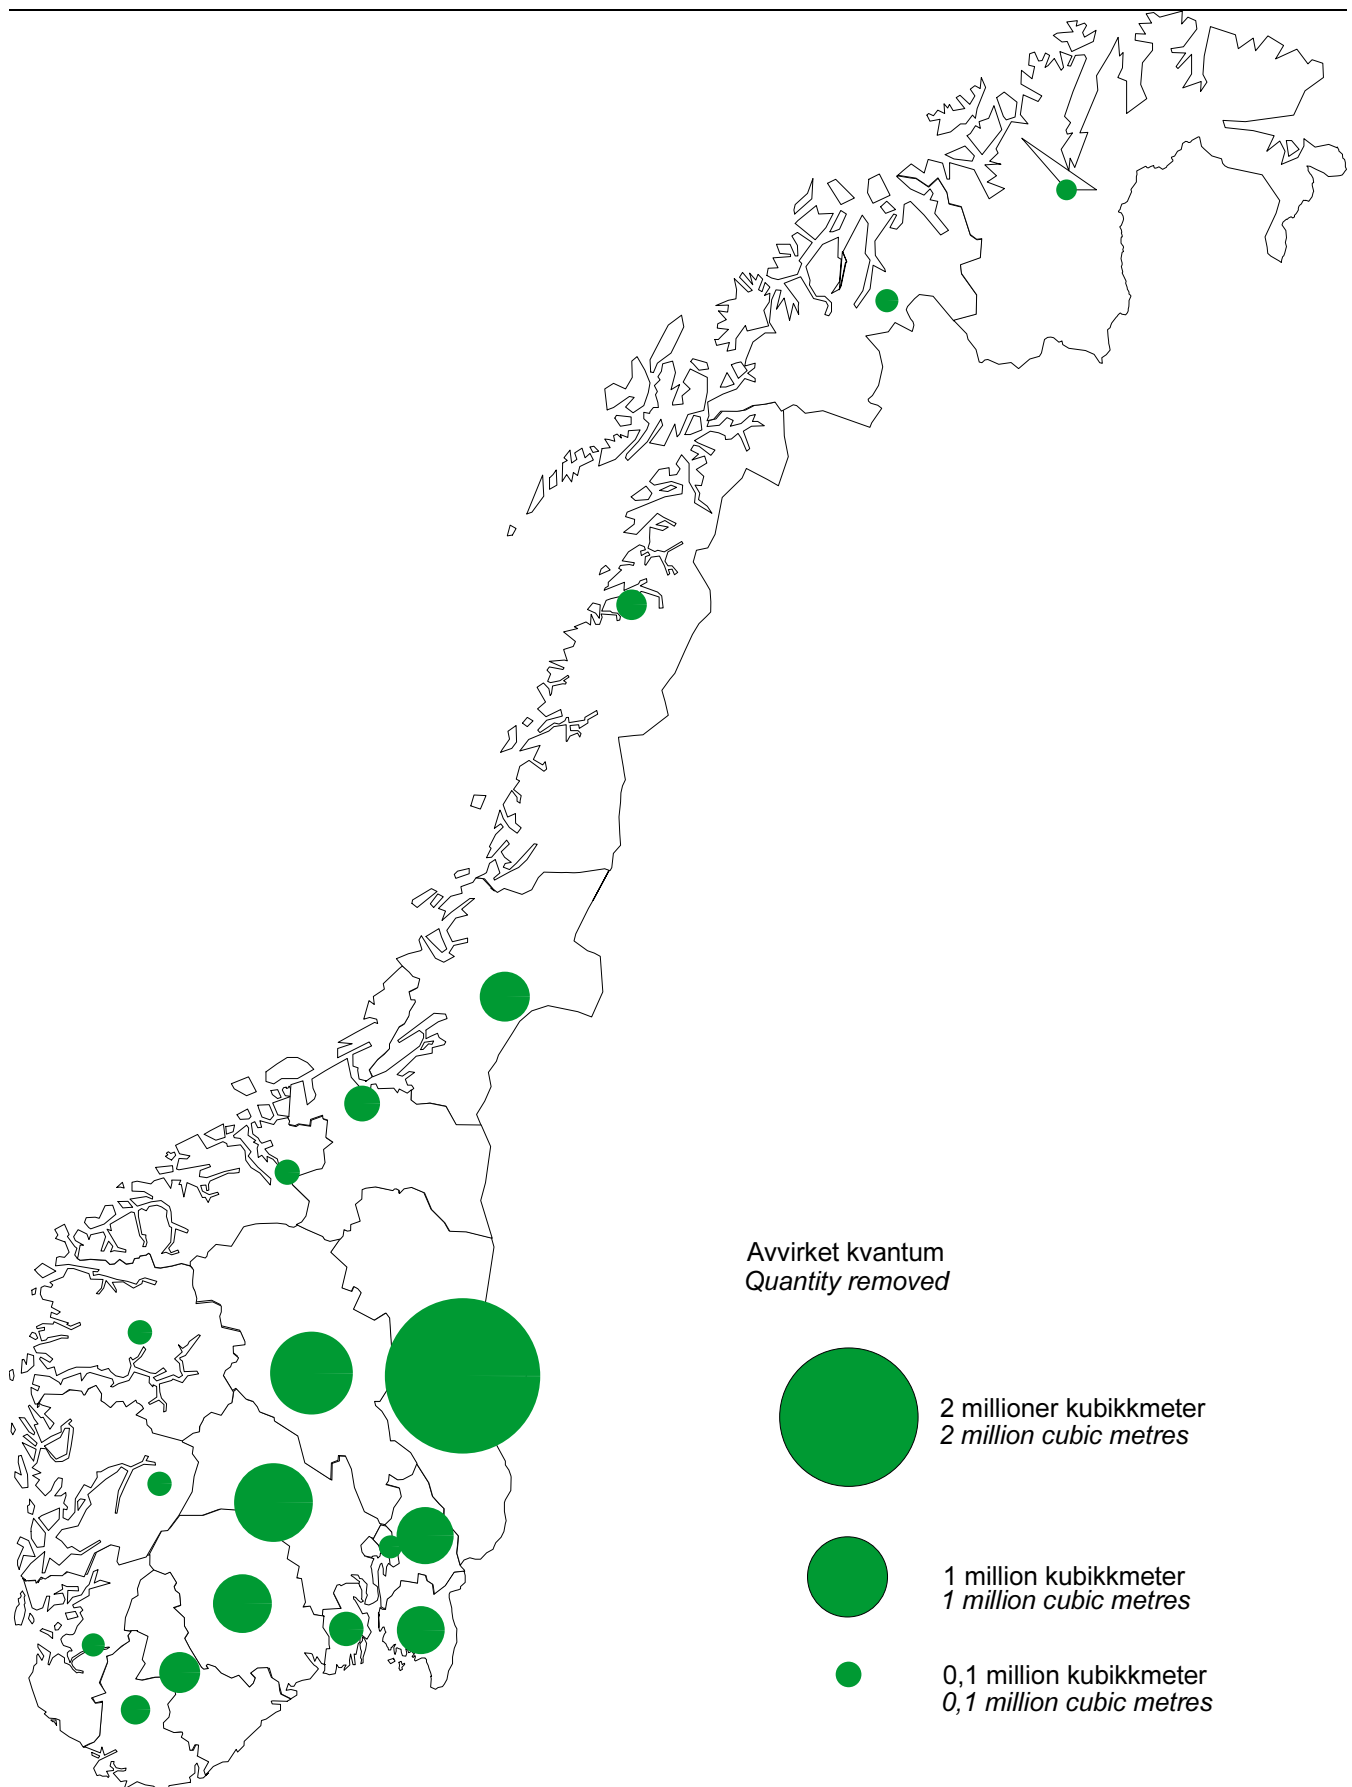 Avvirket kvantum
Quantity removed
2 millioner kubikkmeter
2 million cubic metres
1 million kubikkmeter
1 million cubic metres
0,1 million kubikkmeter
0,1 million cubic metres